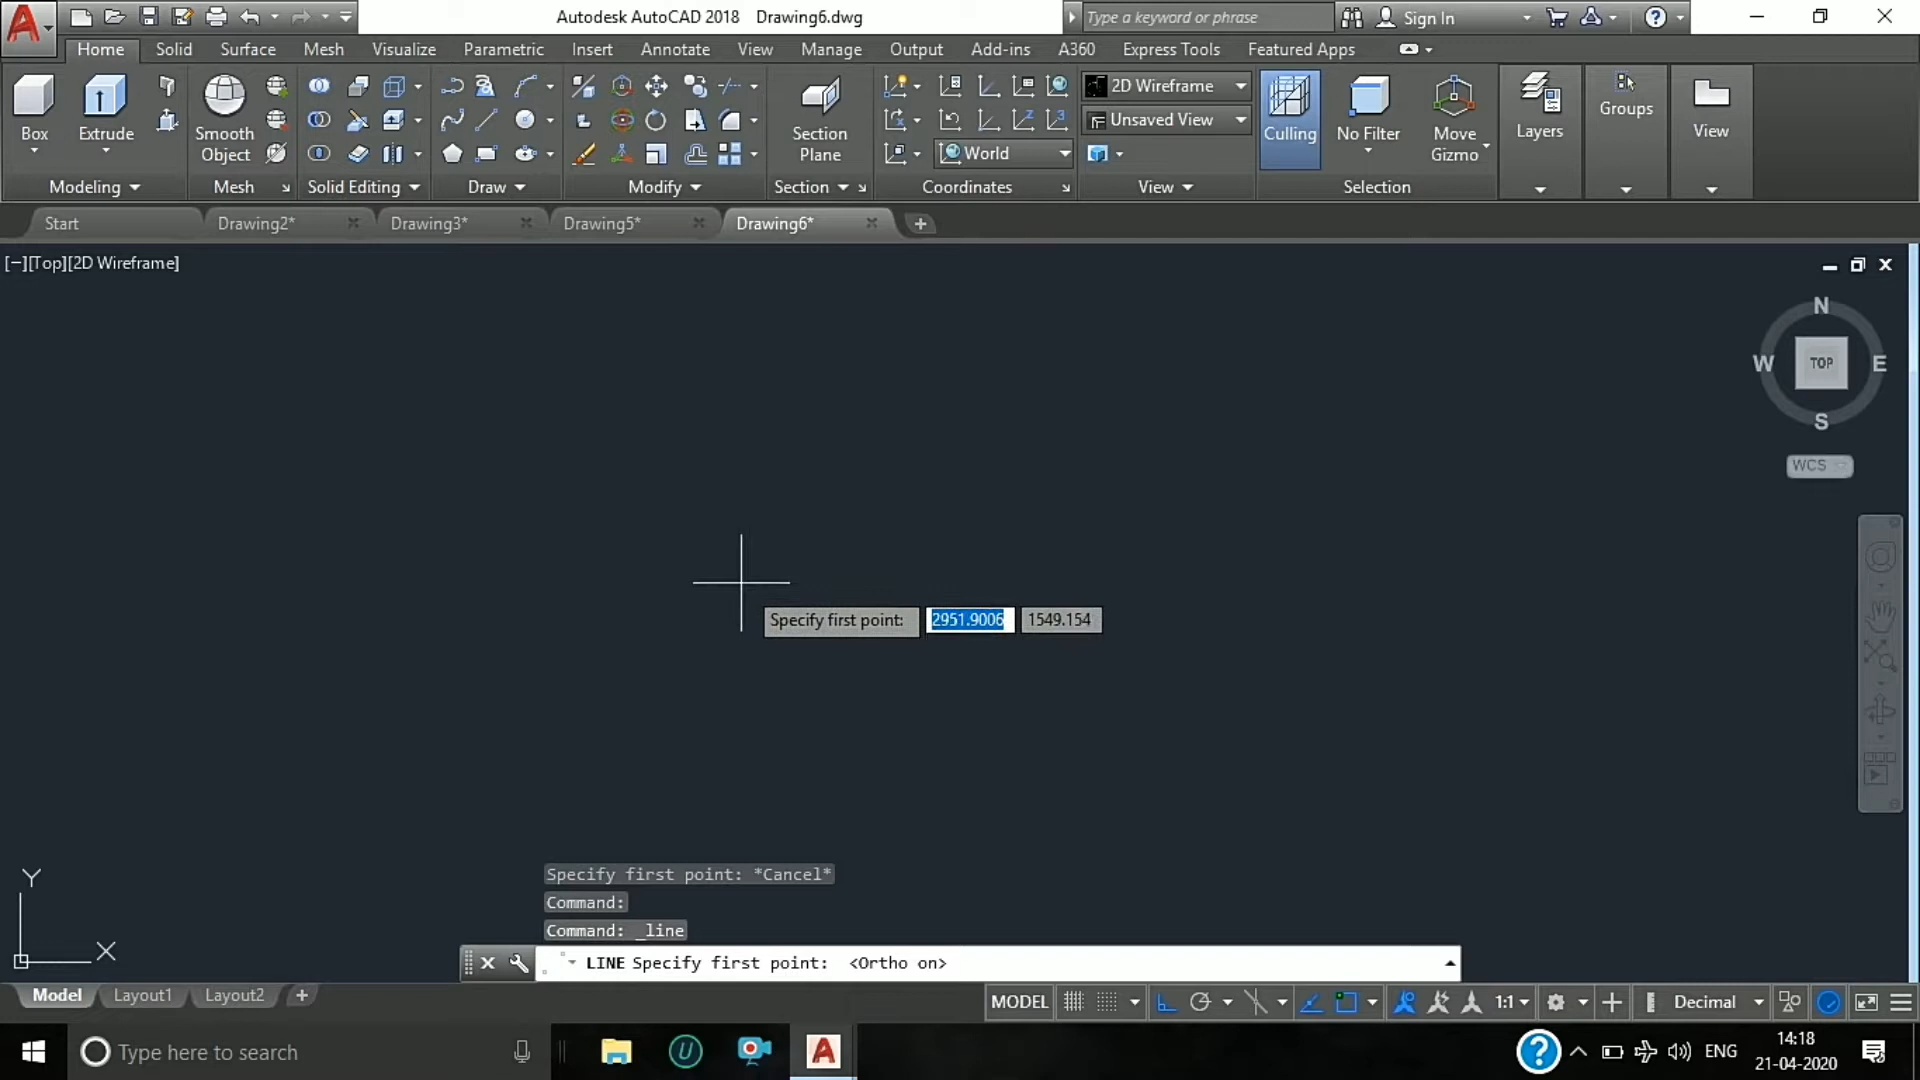 Autodesk AutoCAD 2018 Drawing6.dwg
Type a keyword or phrase
Sign In
Home Solid Surface Mesh Visualize Parametric Insert Annotate View Manage Output Add-ins A360 Express Tools Featured Apps
Box
Extrude
Smooth Object
Section Plane
World
2D Wireframe
Unsaved View
Culling
No Filter
Move Gizmo
Layers
Groups
View
Modeling Mesh Solid Editing Draw Modify Section Coordinates View Selection
Start Drawing2* Drawing3* Drawing5* Drawing6*
[−][Top][2D Wireframe]
N
W TOP E
S
WCS
Specify first point: 2951.9006 1549.154
Specify first point: *Cancel*
Command:
Command: _line
Y
X
LINE Specify first point: <Ortho on>
Model Layout1 Layout2
MODEL 1:1 Decimal
Type here to search
ENG
14:18
21-04-2020